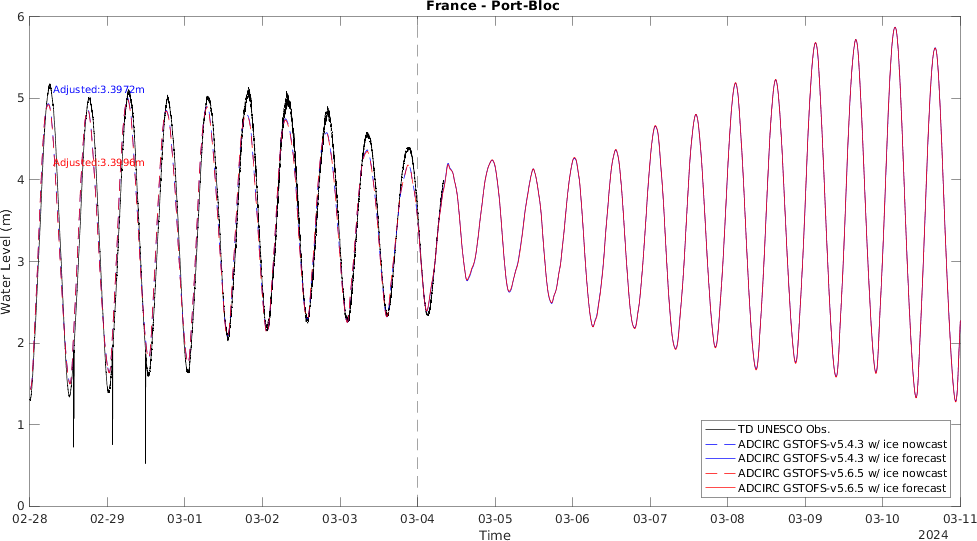 France - Port-Bloc
Water Level (m)
6
5
4
3
2
1
0
Adjusted:3.3972m
Adjusted:3.3996m
TD UNESCO Obs.
ADCIRC GSTOFS-v5.4.3 w/ ice nowcast
ADCIRC GSTOFS-v5.4.3 w/ ice forecast
ADCIRC GSTOFS-v5.6.5 w/ ice nowcast
ADCIRC GSTOFS-v5.6.5 w/ ice forecast
02-28 02-29 03-01 03-02 03-03 03-04 03-05 03-06 03-07 03-08 03-09 03-10 03-11
Time
2024